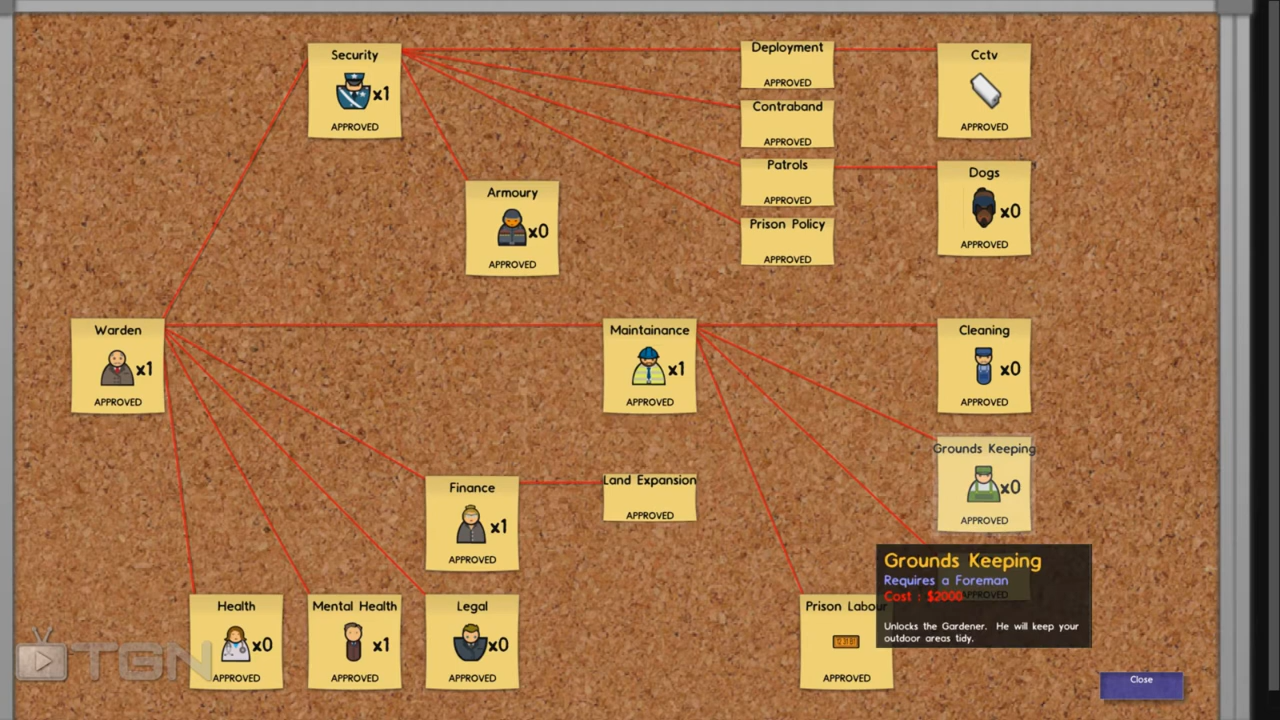 Security
x1
APPROVED
Deployment
APPROVED
Cctv
APPROVED
Contraband
APPROVED
Patrols
APPROVED
Dogs
x0
APPROVED
Armoury
x0
APPROVED
Prison Policy
APPROVED
Warden
x1
APPROVED
Maintainance
x1
APPROVED
Cleaning
x0
APPROVED
Grounds Keeping
x0
APPROVED
Finance
x1
APPROVED
Land Expansion
APPROVED
Grounds Keeping
Requires a Foreman
Cost : $2000
APPROVED
Unlocks the Gardener. He will keep your
outdoor areas tidy.
Health
x0
APPROVED
Mental Health
x1
APPROVED
Legal
x0
APPROVED
Prison Labour
APPROVED
TGN
Close